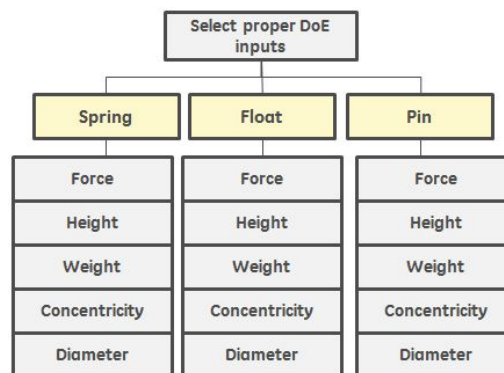 Select proper DoE
inputs
Spring
Float
Pin
Force
Force
Force
Height
Height
Height
Weight
Weight
Weight
Concentricity
Concentricity
Concentricity
Diameter
Diameter
Diameter